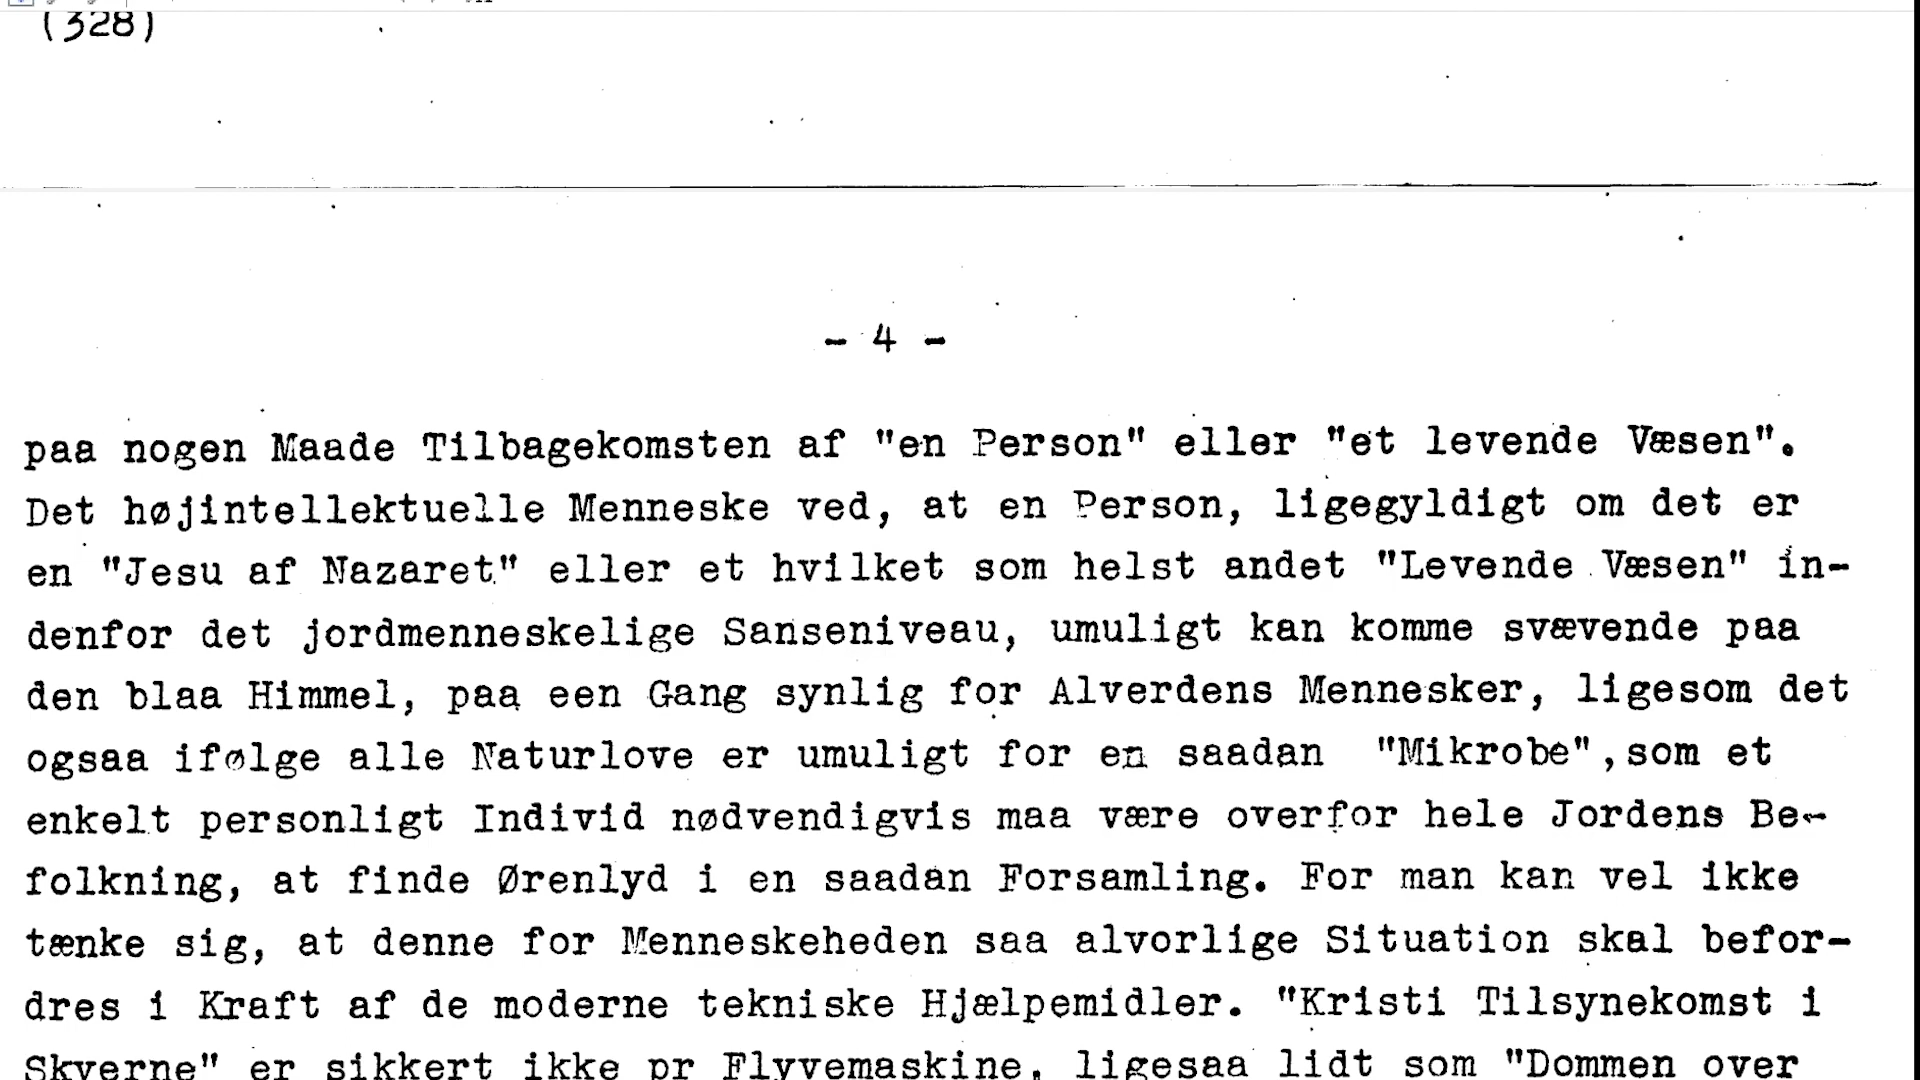 (328)
- 4 -
paa nogen Maade Tilbagekomsten af "en Person" eller "et levende Væsen".
Det højintellektuelle Menneske ved, at en Person, ligegyldigt om det er
en "Jesu af Nazaret" eller et hvilket som helst andet "Levende Væsen" in-
denfor det jordmenneskelige Sanseniveau, umuligt kan komme svævende paa
den blaa Himmel, paa een Gang synlig for Alverdens Mennesker, ligesom det
ogsaa ifølge alle Naturlove er umuligt for en saadan "Mikrobe", som et
enkelt personligt Individ nødvendigvis maa være overfor hele Jordens Be-
folkning, at finde Ørenlyd i en saadan Forsamling. For man kan vel ikke
tænke sig, at denne for Menneskeheden saa alvorlige Situation skal befor-
dres i Kraft af de moderne tekniske Hjælpemidler. "Kristi Tilsynekomst i
Skyerne" er sikkert ikke pr Flyvemaskine, ligesaa lidt som "Dommen over